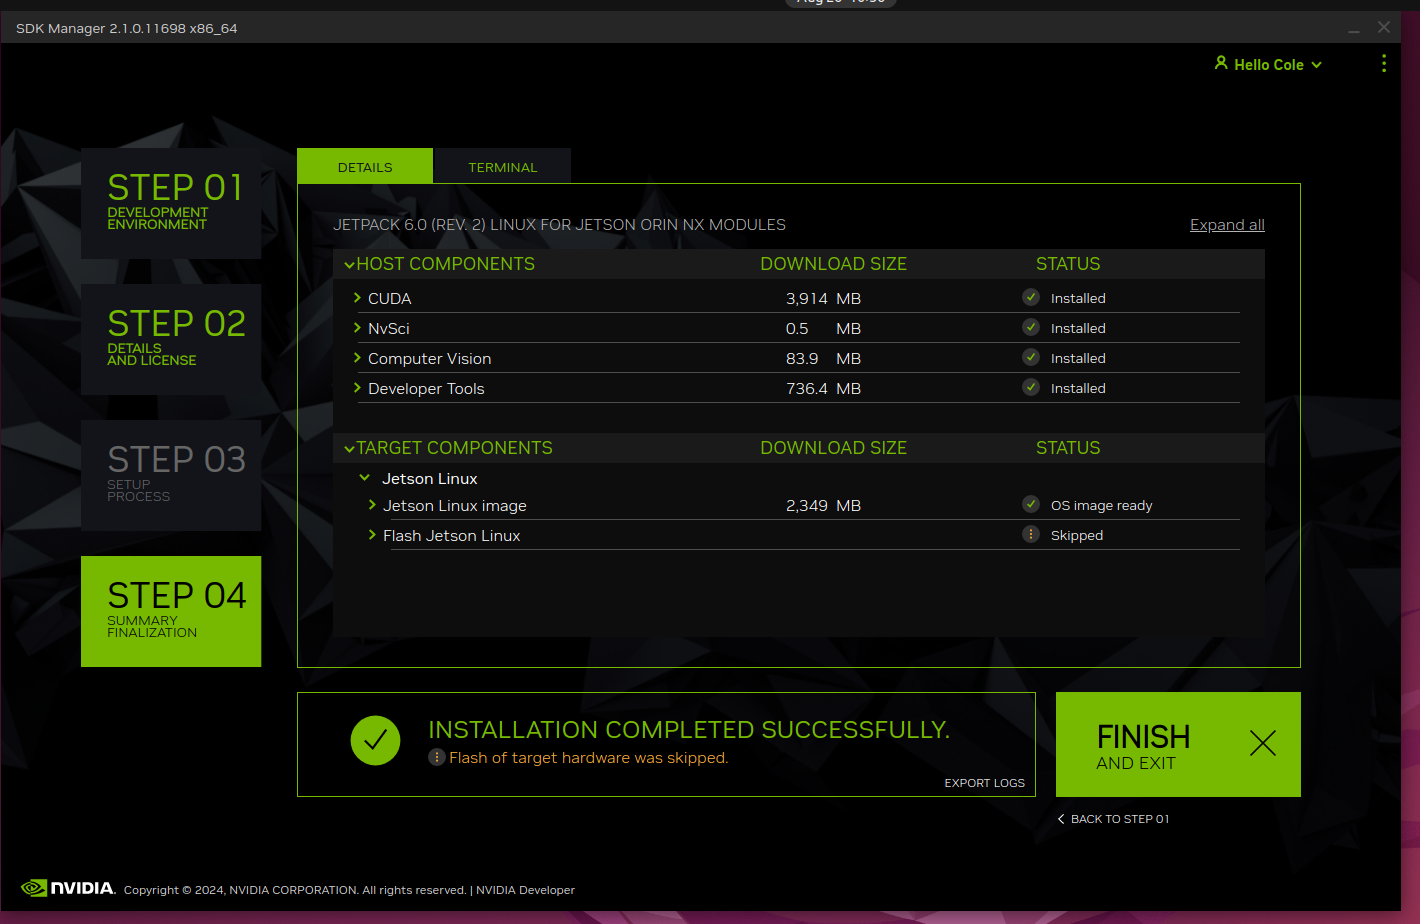 SDK Manager 2.1.0.11698 x86_64
Hello Cole
STEP 01
DEVELOPMENT
ENVIRONMENT
STEP 02
DETAILS
AND LICENSE
STEP 03
SETUP
PROCESS
STEP 04
SUMMARY
FINALIZATION
DETAILS TERMINAL
JETPACK 6.0 (REV. 2) LINUX FOR JETSON ORIN NX MODULES Expand all
HOST COMPONENTS DOWNLOAD SIZE STATUS
CUDA 3,914 MB Installed
NvSci 0.5 MB Installed
Computer Vision 83.9 MB Installed
Developer Tools 736.4 MB Installed
TARGET COMPONENTS DOWNLOAD SIZE STATUS
Jetson Linux
Jetson Linux image 2,349 MB OS image ready
Flash Jetson Linux Skipped
INSTALLATION COMPLETED SUCCESSFULLY.
Flash of target hardware was skipped.
EXPORT LOGS
FINISH
AND EXIT
BACK TO STEP 01
NVIDIA. Copyright © 2024, NVIDIA CORPORATION. All rights reserved. | NVIDIA Developer